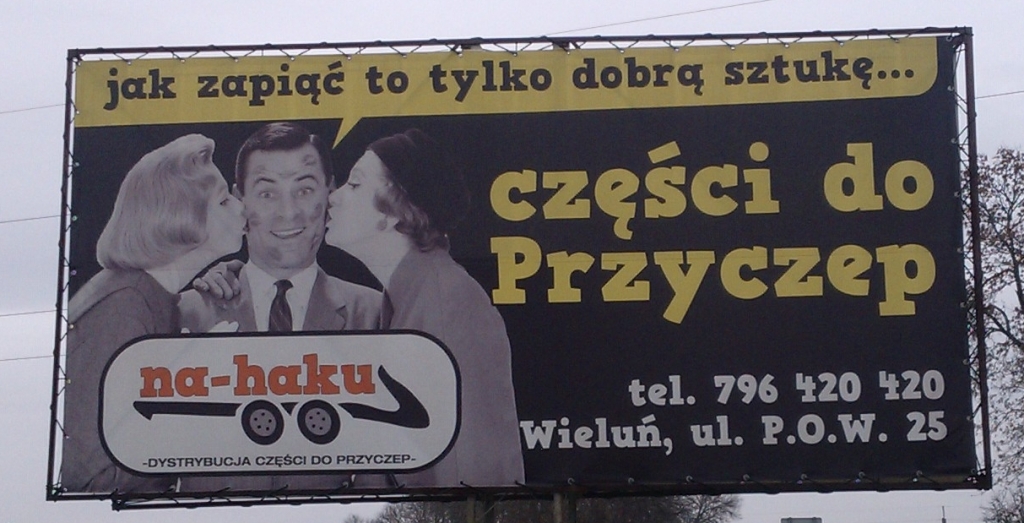 jak zapiąć to tylko dobrą sztukę...
części do
Przyczep
na-haku
-DYSTRYBUCJA CZĘŚCI DO PRZYCZEP-
tel. 796 420 420
Wieluń, ul. P.O.W. 25